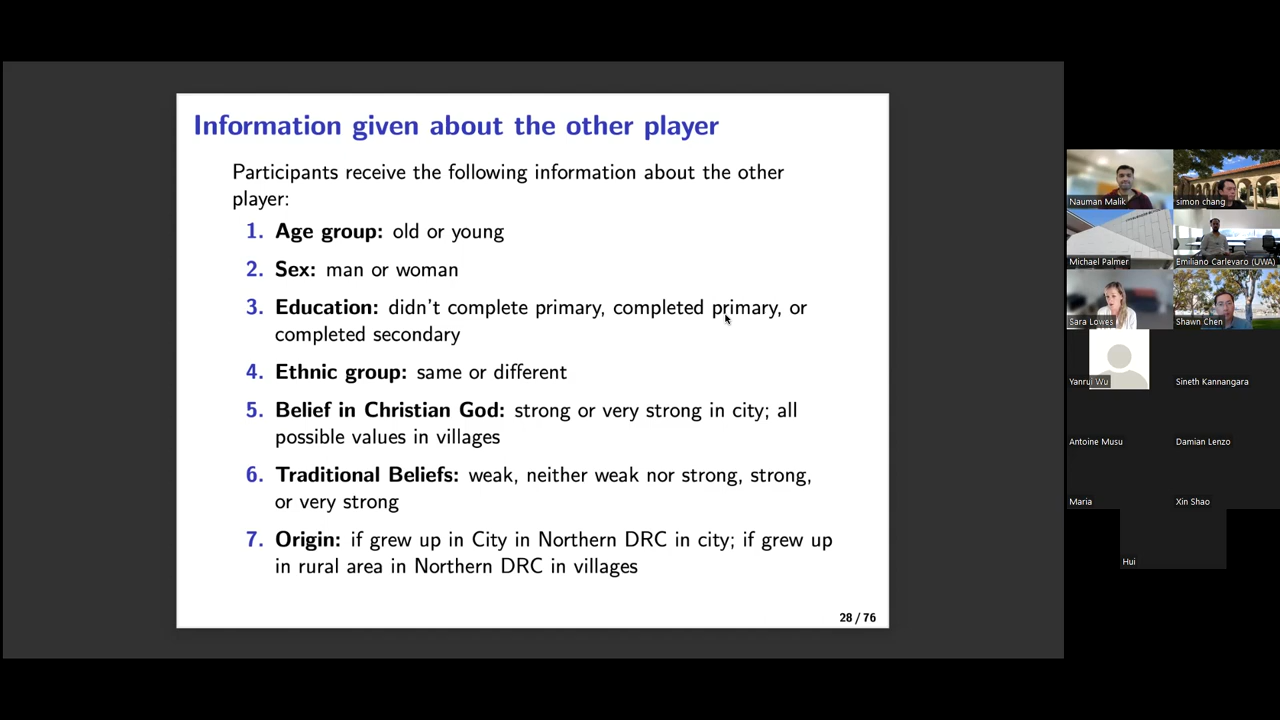 Information given about the other player
Participants receive the following information about the other
player:
1. Age group: old or young
2. Sex: man or woman
3. Education: didn't complete primary, completed primary, or
completed secondary
4. Ethnic group: same or different
5. Belief in Christian God: strong or very strong in city; all
possible values in villages
6. Traditional Beliefs: weak, neither weak nor strong, strong,
or very strong
7. Origin: if grew up in City in Northern DRC in city; if grew up
in rural area in Northern DRC in villages
28 / 76
Nauman Malik
simon chang
Michael Palmer
Emiliano Carlevaro (UWA)
Sara Lowes
Shawn Chen
Yanrui Wu
Sineth Kannangara
Antoine Musu
Damian Lenzo
Maria
Xin Shao
Hui